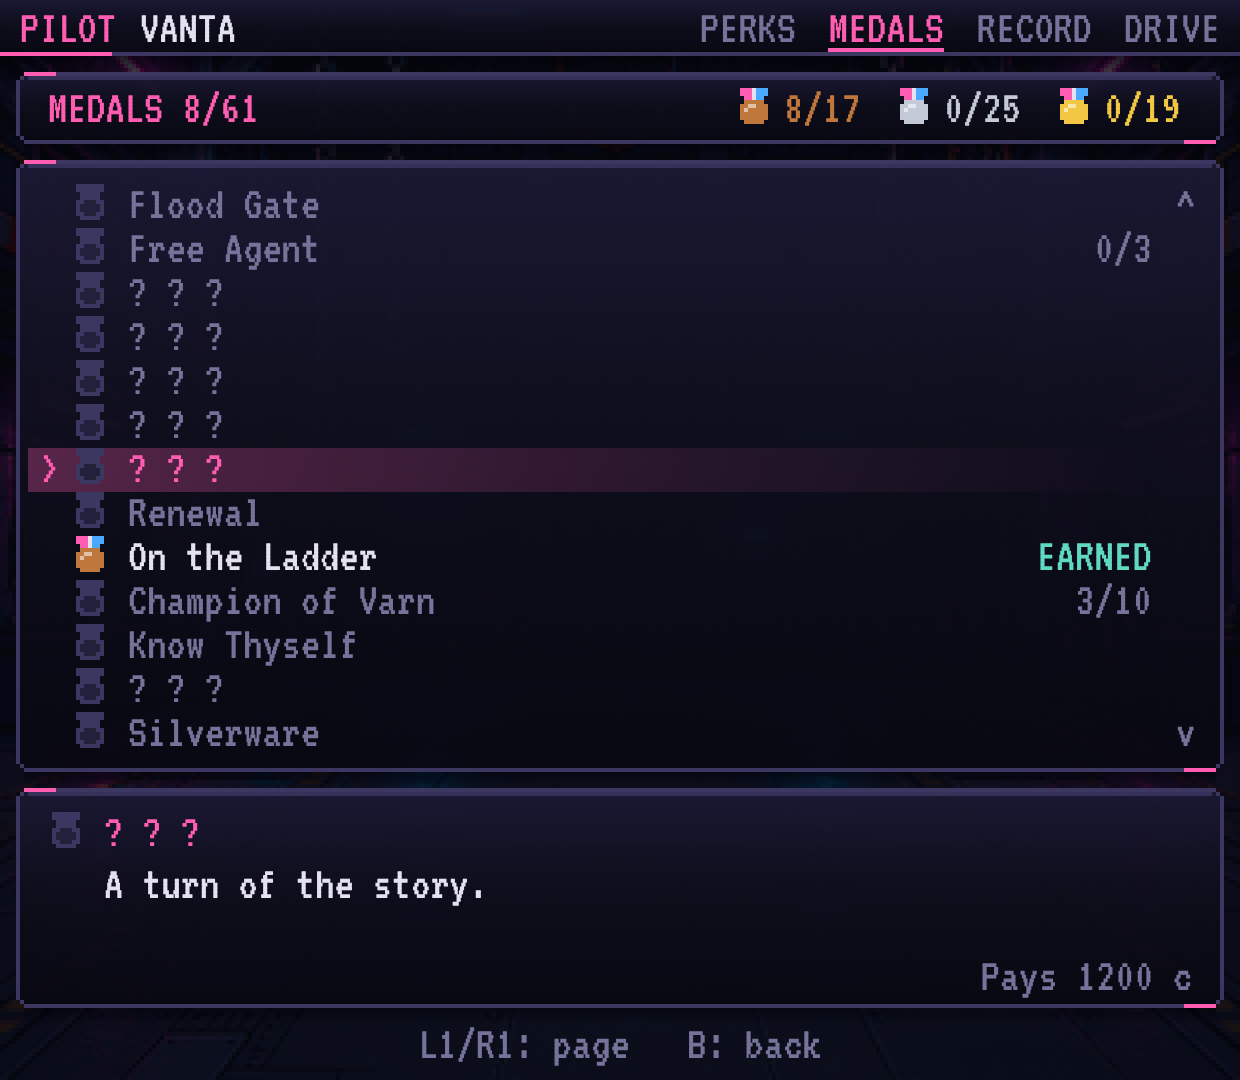 PILOT VANTA PERKS MEDALS RECORD DRIVE
MEDALS 8/61 8/17 0/25 0/19
Flood Gate ^
Free Agent 0/3
? ? ?
? ? ?
? ? ?
? ? ?
> ? ? ?
Renewal
On the Ladder EARNED
Champion of Varn 3/10
Know Thyself
? ? ?
Silverware v
? ? ?
A turn of the story.
Pays 1200 c
L1/R1: page B: back